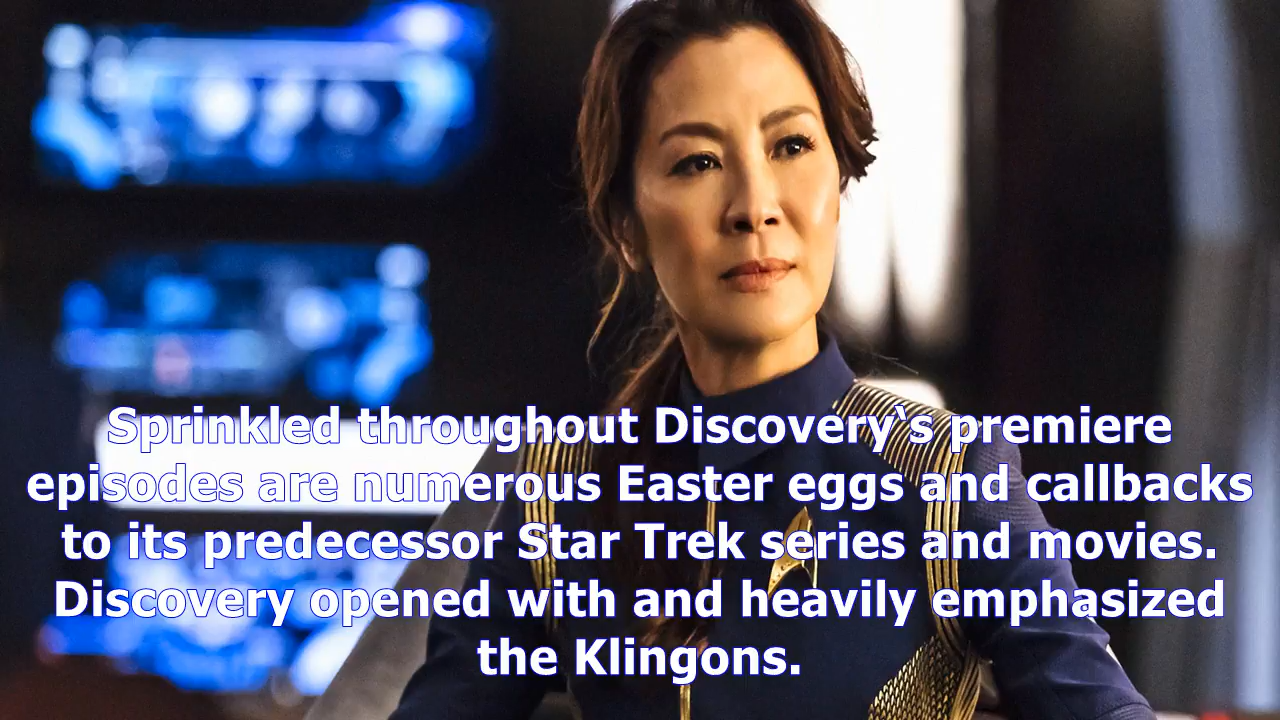 Sprinkled throughout Discovery`s premiere
episodes are numerous Easter eggs and callbacks
to its predecessor Star Trek series and movies.
Discovery opened with and heavily emphasized
the Klingons.